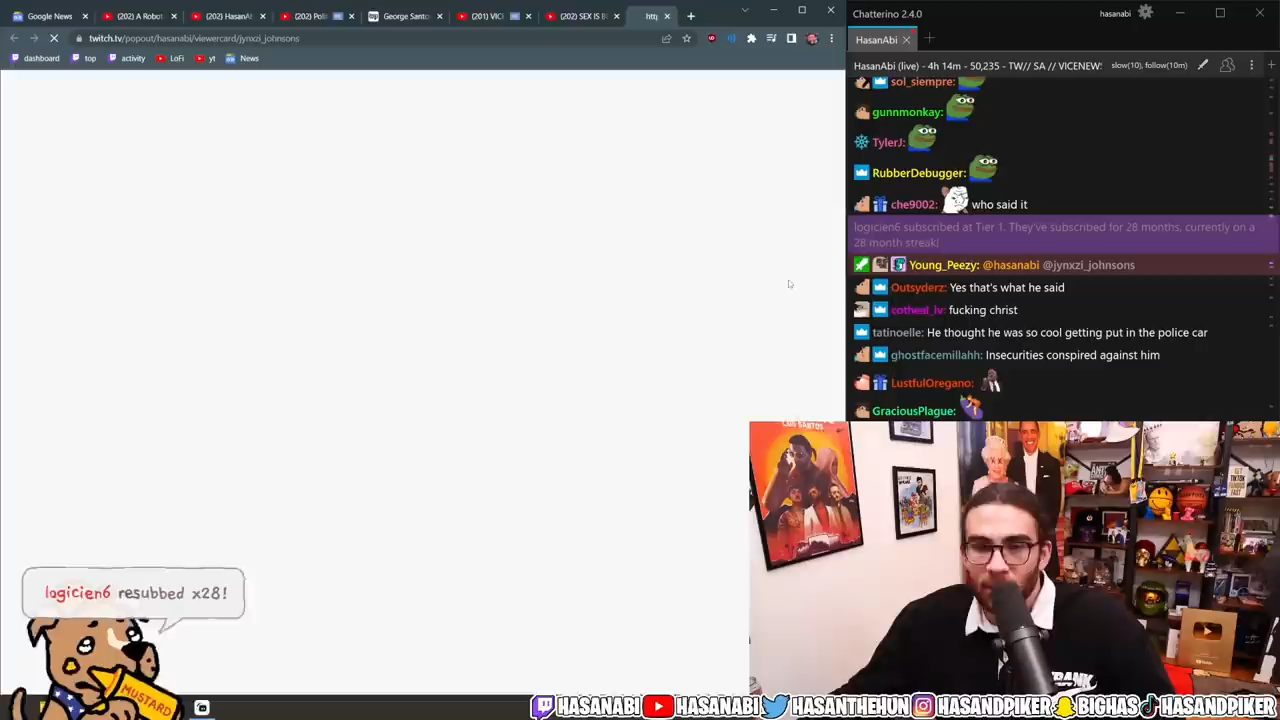 Google News
(202) A Robot
(202) HasanAb
(202) Poli
George Santo
(201) VICE
(202) SEX IS B
Chatterino 2.4.0
hasanabi
twitch.tv/popout/hasanabi/viewercard/jynxzi_johnsons
HasanAbi
dashboard
top
activity
LoFi
yt
News
HasanAbi (live) - 4h 14m - 50,235 - TW// SA // VICENEWS
slow(10), follow(10m)
sol_siempre:
gunnmonkay:
TylerJ:
RubberDebugger:
che9002: who said it
logicien6 subscribed at Tier 1. They've subscribed for 28 months, currently on a
28 month streak!
Young_Peezy: @hasanabi @jynxzi_johnsons
Outsyderz: Yes that's what he said
fucking christ
tatinoelle: He thought he was so cool getting put in the police car
ghostfacemillahh: Insecurities conspired against him
LustfulOregano:
GraciousPlague:
logicien6 resubbed x28!
MUSTARD
HASANABI
HASANABI
HASANTHEHUN
HASANDPIKER
BIGHAS
HASANDPIKER